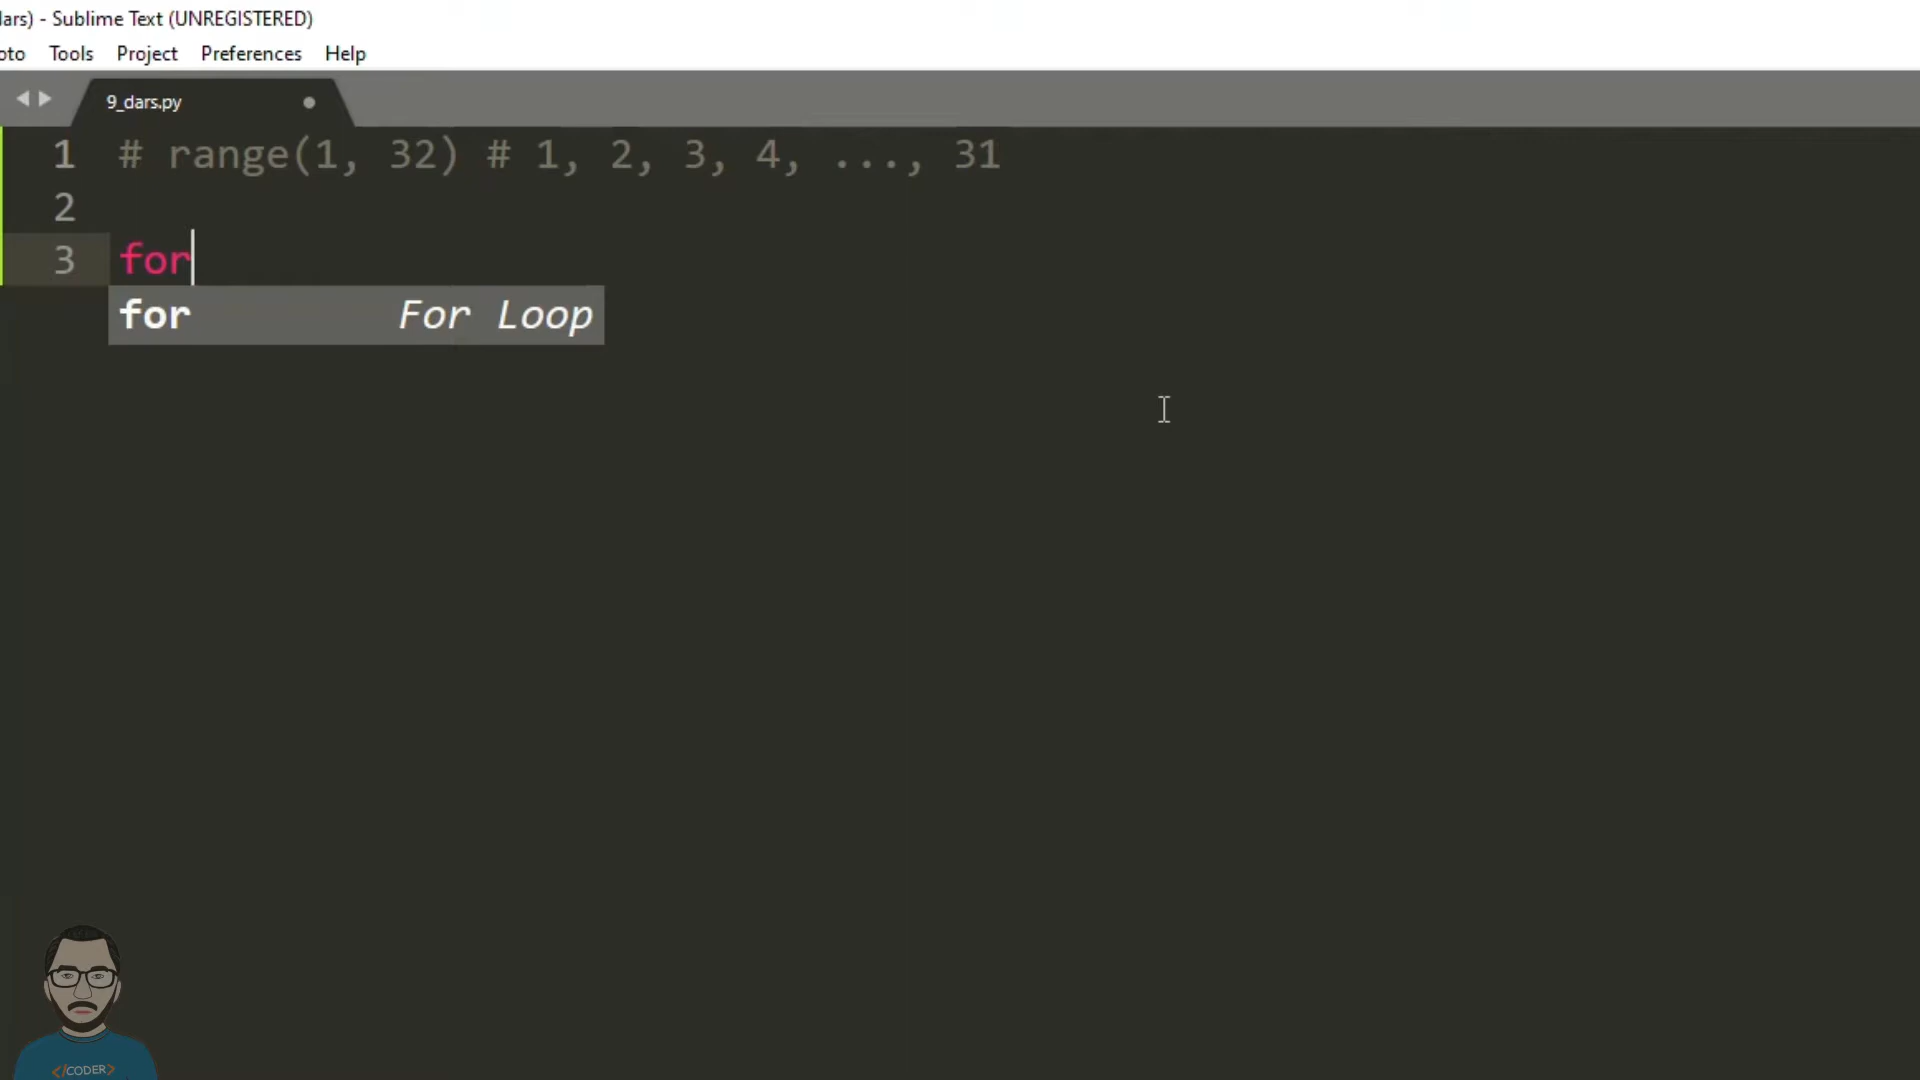 lars) - Sublime Text (UNREGISTERED)
oto Tools Project Preferences Help
9_dars.py
1 # range(1, 32) # 1, 2, 3, 4, ..., 31
2
3 for
for For Loop
</CODER>